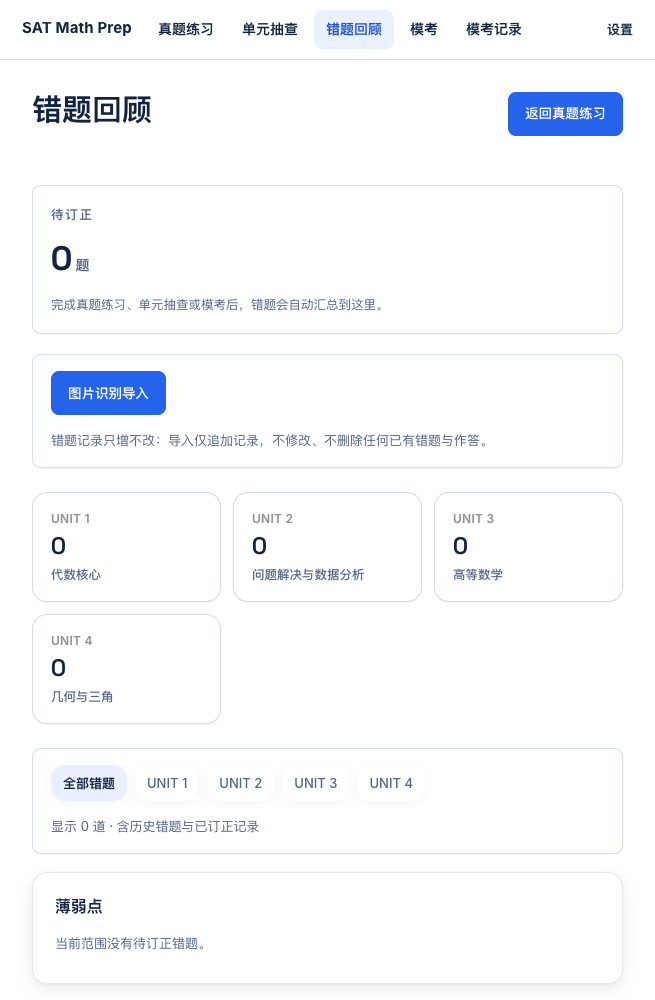 SAT Math Prep 真题练习 单元抽查 错题回顾 模考 模考记录 设置
错题回顾 返回真题练习
待订正
0 题
完成真题练习、单元抽查或模考后，错题会自动汇总到这里。
图片识别导入
错题记录只增不改：导入仅追加记录，不修改、不删除任何已有错题与作答。
UNIT 1
0
代数核心
UNIT 2
0
问题解决与数据分析
UNIT 3
0
高等数学
UNIT 4
0
几何与三角
全部错题 UNIT 1 UNIT 2 UNIT 3 UNIT 4
显示 0 道 · 含历史错题与已订正记录
薄弱点
当前范围没有待订正错题。